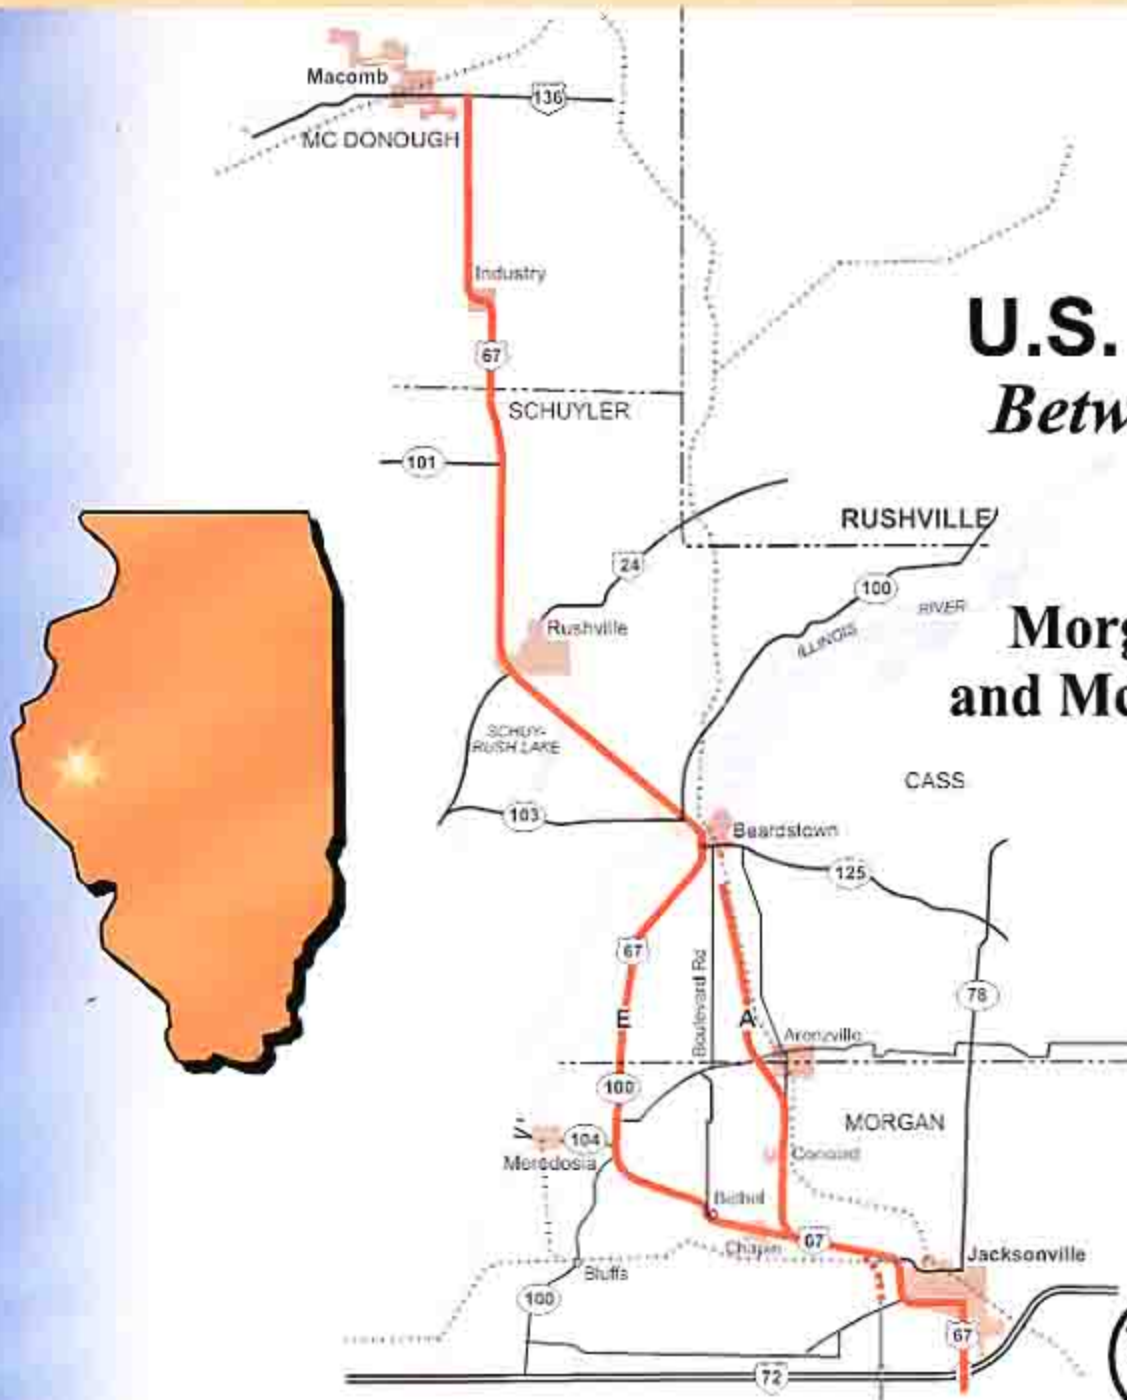 Macomb
136
MC DONOUGH
Industry
67
U.S.
Betw
SCHUYLER
101
RUSHVILLE
24
100
RIVER
ILLINOIS
Rushville
Morg
and Mc
SCHUY-
RUSH LAKE
CASS
103
Beardstown
125
67
Boulevard Rd
78
E
A
Arenzville
100
MORGAN
104
Meredosia
Concord
Bethel
Chapin
67
Jacksonville
Bluffs
100
67
72